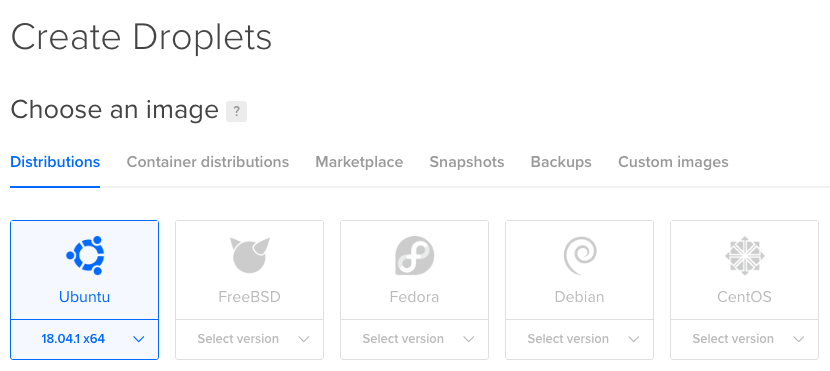 Create Droplets
Choose an image ?
Distributions Container distributions Marketplace Snapshots Backups Custom images
Ubuntu FreeBSD Fedora Debian CentOS
18.04.1 x64 Select version Select version Select version Select version